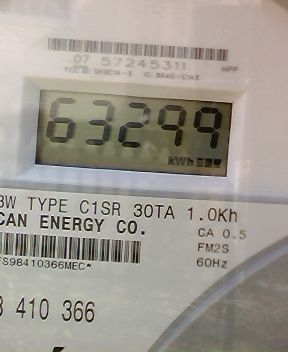 07 57245311
63299
kWh
3W TYPE C1SR 30TA 1.0Kh
CAN ENERGY CO.
CA 0.5
FM2S
60Hz
FS98410366MEC*
410 366